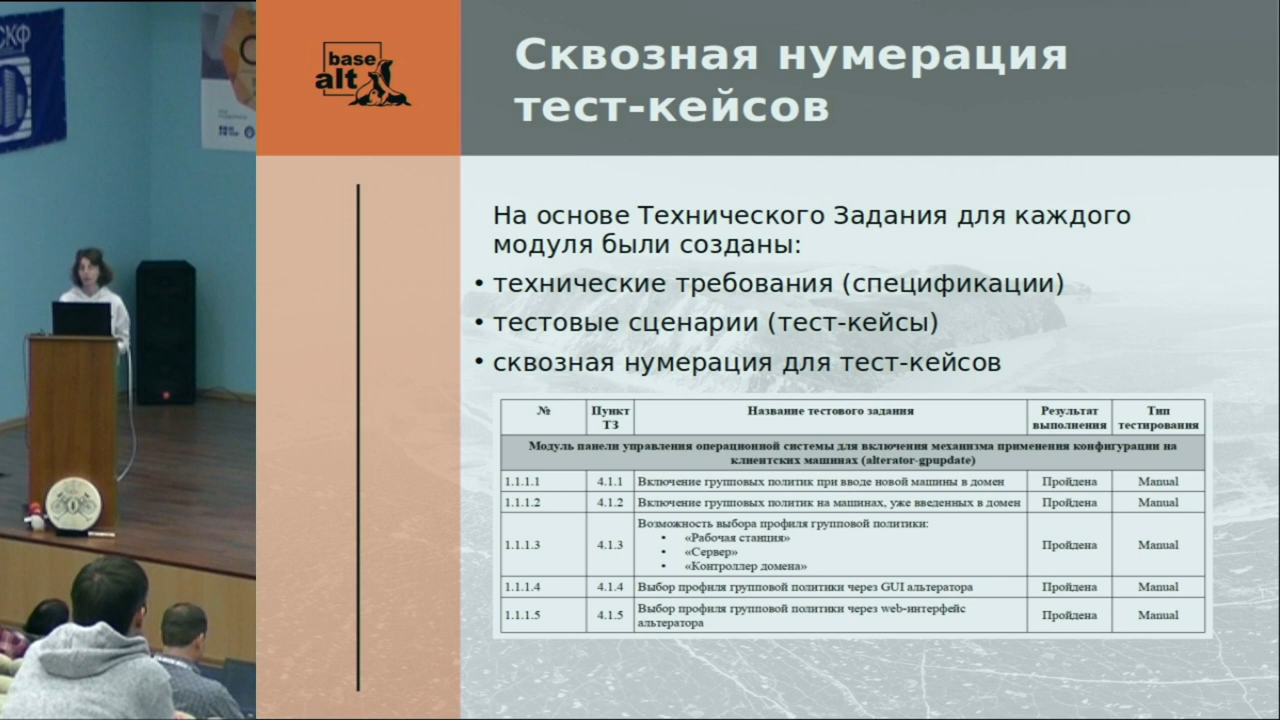 СКФ
base
alt
Сквозная нумерация
тест-кейсов
На основе Технического Задания для каждого
модуля были созданы:
• технические требования (спецификации)
• тестовые сценарии (тест-кейсы)
• сквозная нумерация для тест-кейсов
№ Пункт ТЗ Название тестового задания Результат выполнения Тип тестирования
Модуль панели управления операционной системы для включения механизма применения конфигурации на
клиентских машинах (alterator-gpupdate)
1.1.1.1 4.1.1 Включение групповых политик при вводе новой машины в домен Пройдена Manual
1.1.1.2 4.1.2 Включение групповых политик на машинах, уже введенных в домен Пройдена Manual
1.1.1.3 4.1.3 Возможность выбора профиля групповой политики: Пройдена Manual
• «Рабочая станция»
• «Сервер»
• «Контроллер домена»
1.1.1.4 4.1.4 Выбор профиля групповой политики через GUI альтератора Пройдена Manual
1.1.1.5 4.1.5 Выбор профиля групповой политики через web-интерфейс Пройдена Manual
альтератора